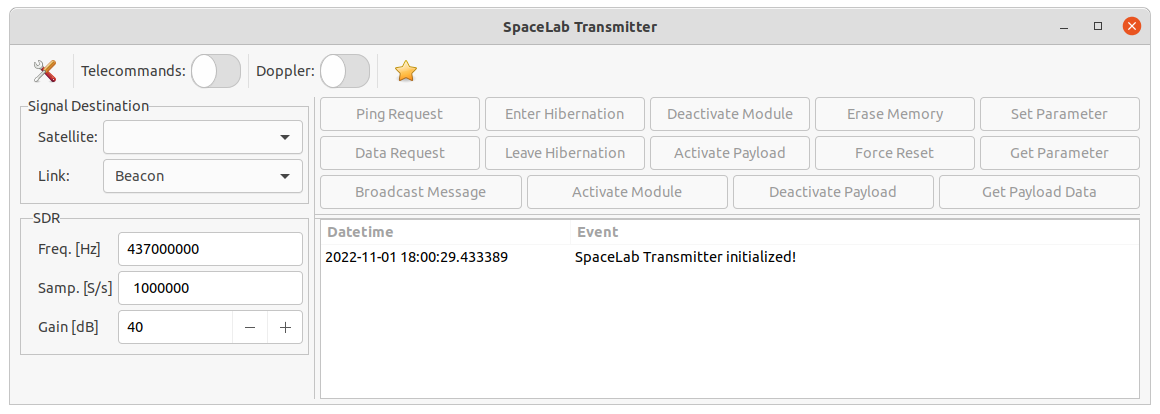 SpaceLab Transmitter
Telecommands: Doppler:
Signal Destination
Satellite:
Link: Beacon
SDR
Freq. [Hz] 437000000
Samp. [S/s] 1000000
Gain [dB] 40 − +
Ping Request Enter Hibernation Deactivate Module Erase Memory Set Parameter
Data Request Leave Hibernation Activate Payload Force Reset Get Parameter
Broadcast Message Activate Module Deactivate Payload Get Payload Data
Datetime Event
2022-11-01 18:00:29.433389 SpaceLab Transmitter initialized!